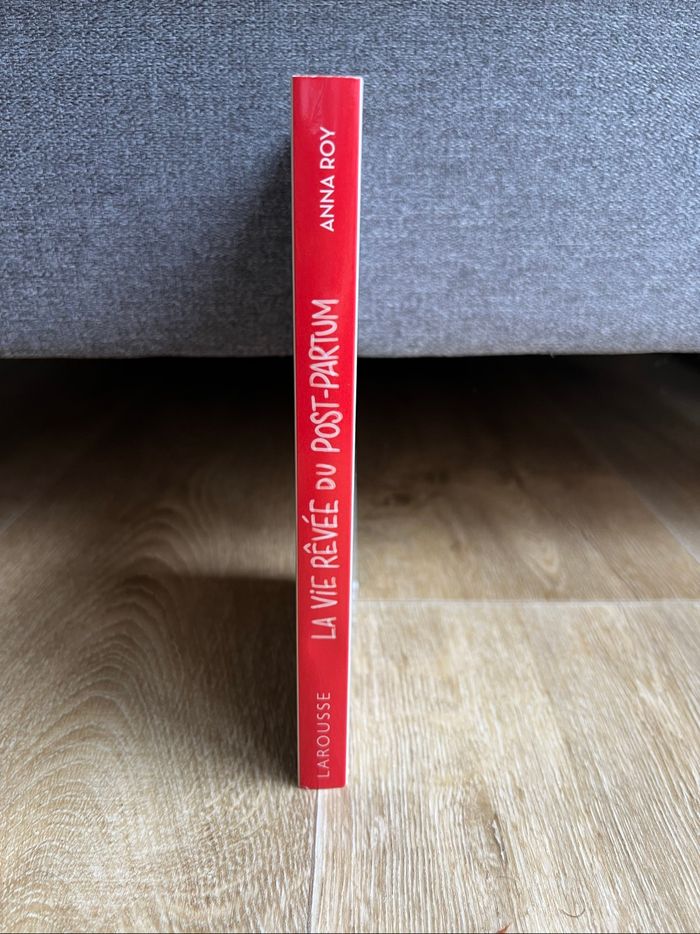 LAROUSSE
LA VIE RÊVÉE DU POST-PARTUM
ANNA ROY